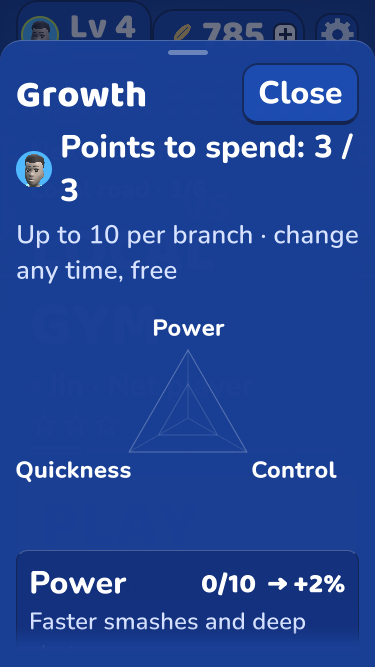 Lv 4
785
Growth
Close
Points to spend: 3 /
3
Up to 10 per branch · change
any time, free
Power
Quickness
Control
Power
0/10 → +2%
Faster smashes and deep